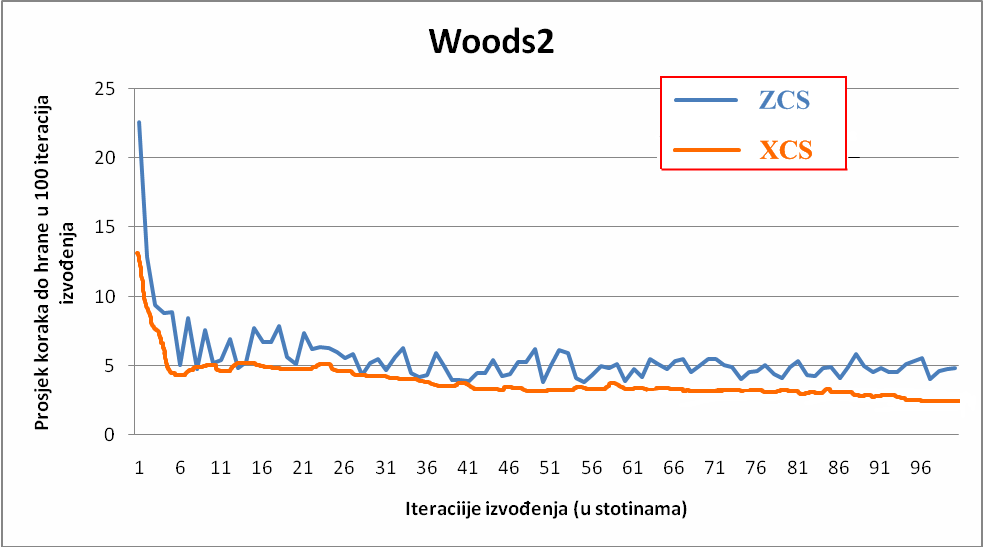 Woods2
Prosjek koraka do hrane u 100 iteracija
izvođenja
25
20
15
10
5
0
ZCS
XCS
1 6 11 16 21 26 31 36 41 46 51 56 61 66 71 76 81 86 91 96
Iteraciije izvođenja (u stotinama)